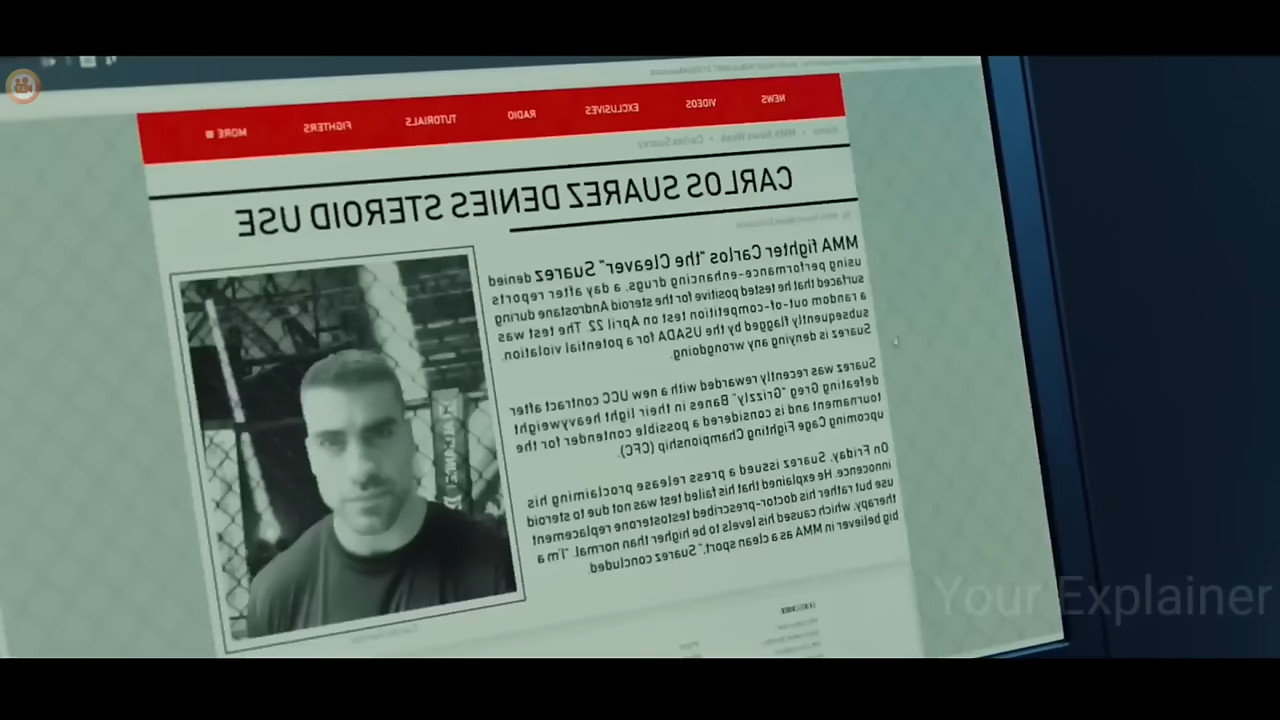 NEWS VIDEOS EXCLUSIVES RADIO TUTORIALS FIGHTERS MORE
Home • MMA News Week • Carlos Suarez
CARLOS SUAREZ DENIES STEROID USE
MMA fighter Carlos "the Cleaver" Suarez denied
using performance-enhancing drugs, a day after reports
surfaced that he tested positive for the steroid Androstane during
a random out-of-competition test on April 22. The test was
subsequently flagged by the USADA for a potential violation.
Suarez is denying any wrongdoing.
Suarez was recently rewarded with a new UCC contract after
defeating Greg "Grizzly" Banes in their light heavyweight
tournament and is considered a possible contender for the
upcoming Cage Fighting Championship (CFC).
On Friday, Suarez issued a press release proclaiming his
innocence. He explained that his failed test was not due to steroid
use but rather his doctor-prescribed testosterone replacement
therapy, which caused his levels to be higher than normal. "I'm a
big believer in MMA as a clean sport," Suarez concluded.
Your Explainer